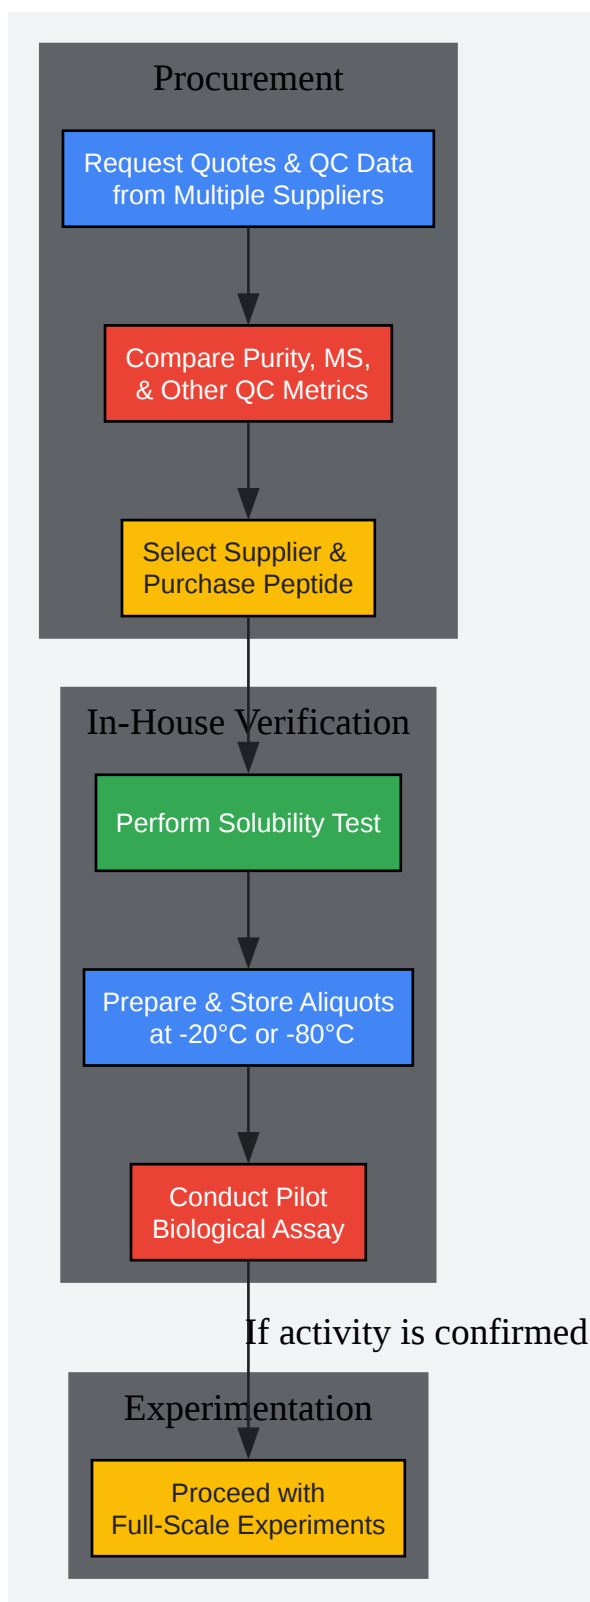 Procurement
Request Quotes & QC Data
from Multiple Suppliers
Compare Purity, MS,
& Other QC Metrics
Select Supplier &
Purchase Peptide
In-House Verification
Perform Solubility Test
Prepare & Store Aliquots
at -20°C or -80°C
Conduct Pilot
Biological Assay
If activity is confirmed
Experimentation
Proceed with
Full-Scale Experiments